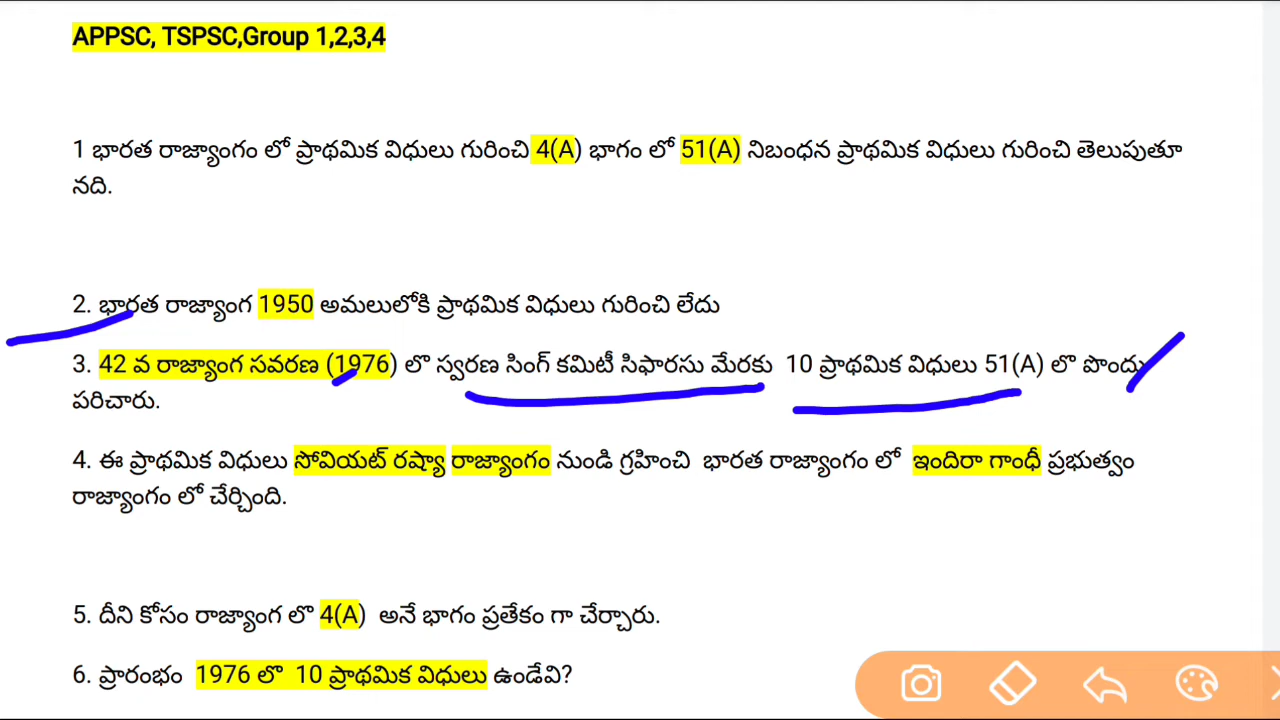 APPSC, TSPSC,Group 1,2,3,4
1 భారత రాజ్యాంగం లో ప్రాథమిక విధులు గురించి 4(A) భాగం లో 51(A) నిబంధన ప్రాథమిక విధులు గురించి తెలుపుతూ
నది.
2. భారత రాజ్యాంగ 1950 అమలులోకి ప్రాథమిక విధులు గురించి లేదు
3. 42 వ రాజ్యాంగ సవరణ (1976) లొ స్వరణ సింగ్ కమిటీ సిఫారసు మేరకు 10 ప్రాథమిక విధులు 51(A) లొ పొందు
పరిచారు.
4. ఈ ప్రాథమిక విధులు సోవియట్ రష్యా రాజ్యాంగం నుండి గ్రహించి భారత రాజ్యాంగం లో ఇందిరా గాంధీ ప్రభుత్వం
రాజ్యాంగం లో చేర్చింది.
5. దీని కోసం రాజ్యాంగ లొ 4(A) అనే భాగం ప్రతేకం గా చేర్చారు.
6. ప్రారంభం 1976 లొ 10 ప్రాథమిక విధులు ఉండేవి?